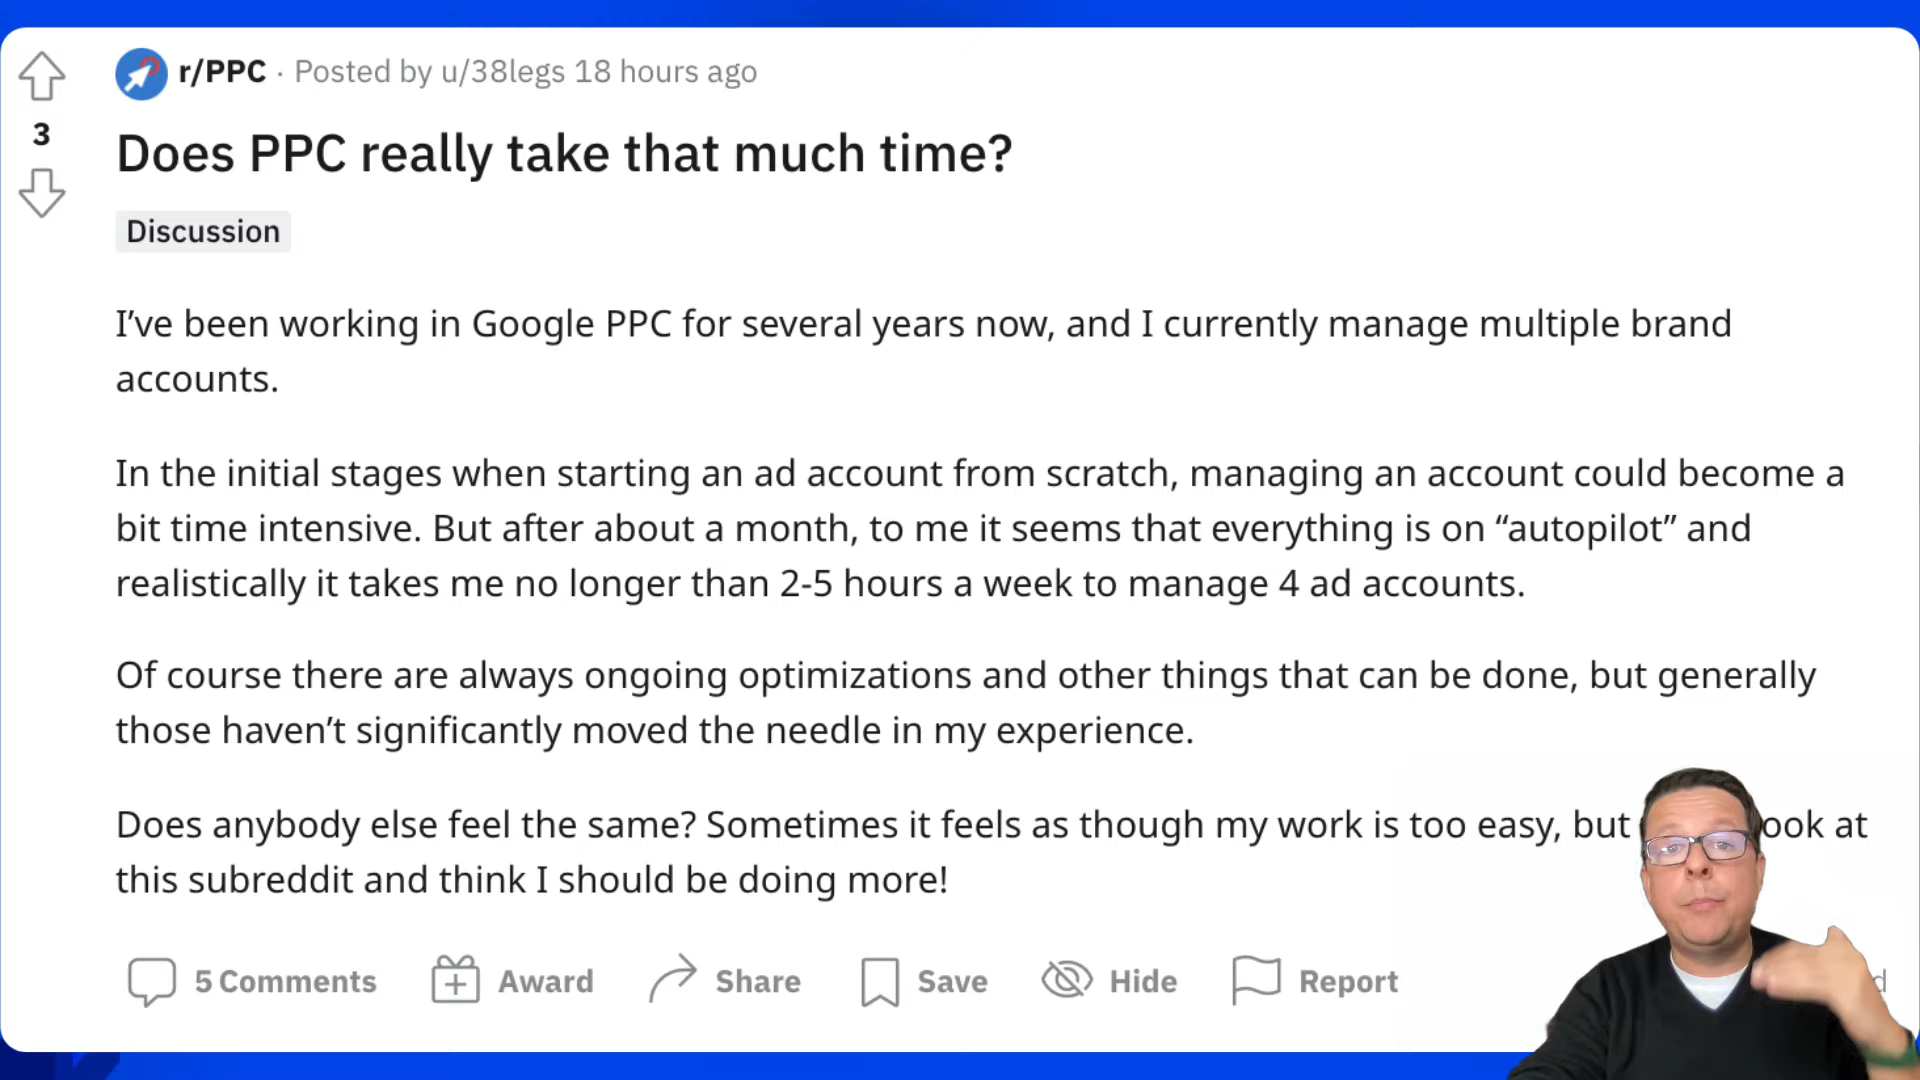 r/PPC · Posted by u/38legs 18 hours ago
3
Does PPC really take that much time?
Discussion
I’ve been working in Google PPC for several years now, and I currently manage multiple brand
accounts.
In the initial stages when starting an ad account from scratch, managing an account could become a
bit time intensive. But after about a month, to me it seems that everything is on “autopilot” and
realistically it takes me no longer than 2-5 hours a week to manage 4 ad accounts.
Of course there are always ongoing optimizations and other things that can be done, but generally
those haven’t significantly moved the needle in my experience.
Does anybody else feel the same? Sometimes it feels as though my work is too easy, but at
this subreddit and think I should be doing more!
5 Comments Award Share Save Hide Report